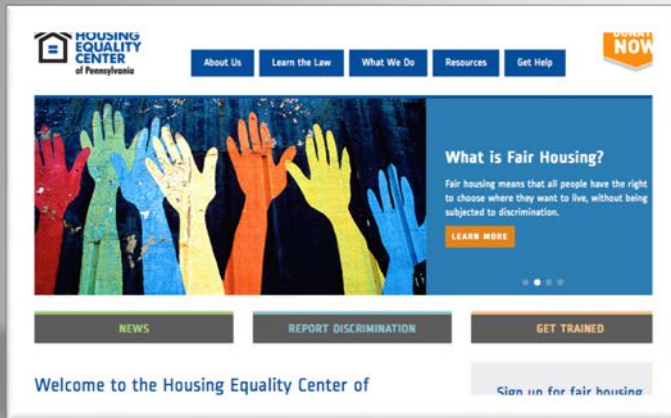 HOUSING
EQUALITY
CENTER
of Pennsylvania
DONATE
NOW
About Us
Learn the Law
What We Do
Resources
Get Help
What is Fair Housing?
Fair housing means that all people have the right
to choose where they want to live, without being
subjected to discrimination.
LEARN MORE
NEWS
REPORT DISCRIMINATION
GET TRAINED
Welcome to the Housing Equality Center of
Sign up for fair housing